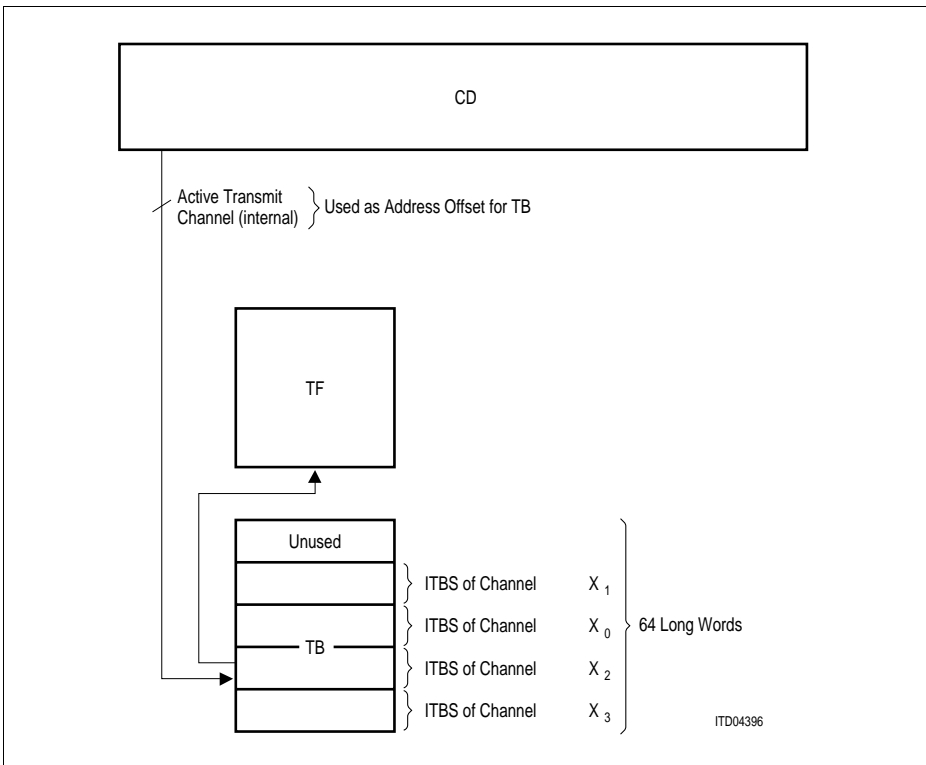 CD
Active Transmit
Channel (internal)
Used as Address Offset for TB
TF
Unused
ITBS of Channel X 1
ITBS of Channel X 0
64 Long Words
TB
ITBS of Channel X 2
ITBS of Channel X 3
ITD04396